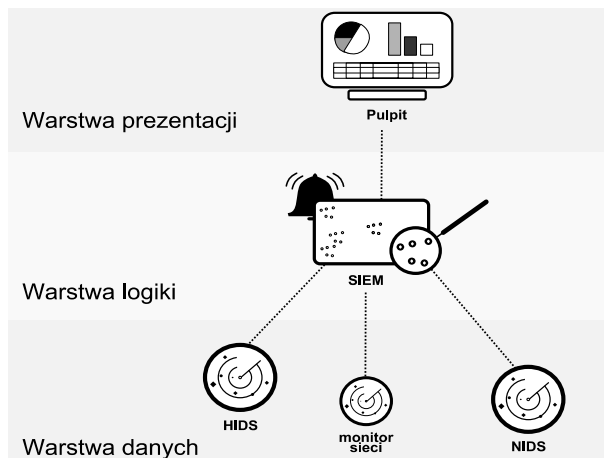 Pulpit
Warstwa prezentacji
SIEM
Warstwa logiki
HIDS
monitor
sieci
NIDS
Warstwa danych